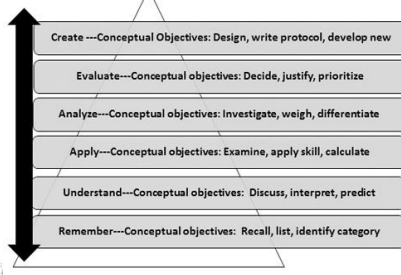 Create ---Conceptual Objectives: Design, write protocol, develop new
Evaluate---Conceptual objectives: Decide, justify, prioritize
Analyze---Conceptual objectives: Investigate, weigh, differentiate
Apply---Conceptual objectives: Examine, apply skill, calculate
Understand---Conceptual objectives: Discuss, interpret, predict
Remember---Conceptual objectives: Recall, list, identify category